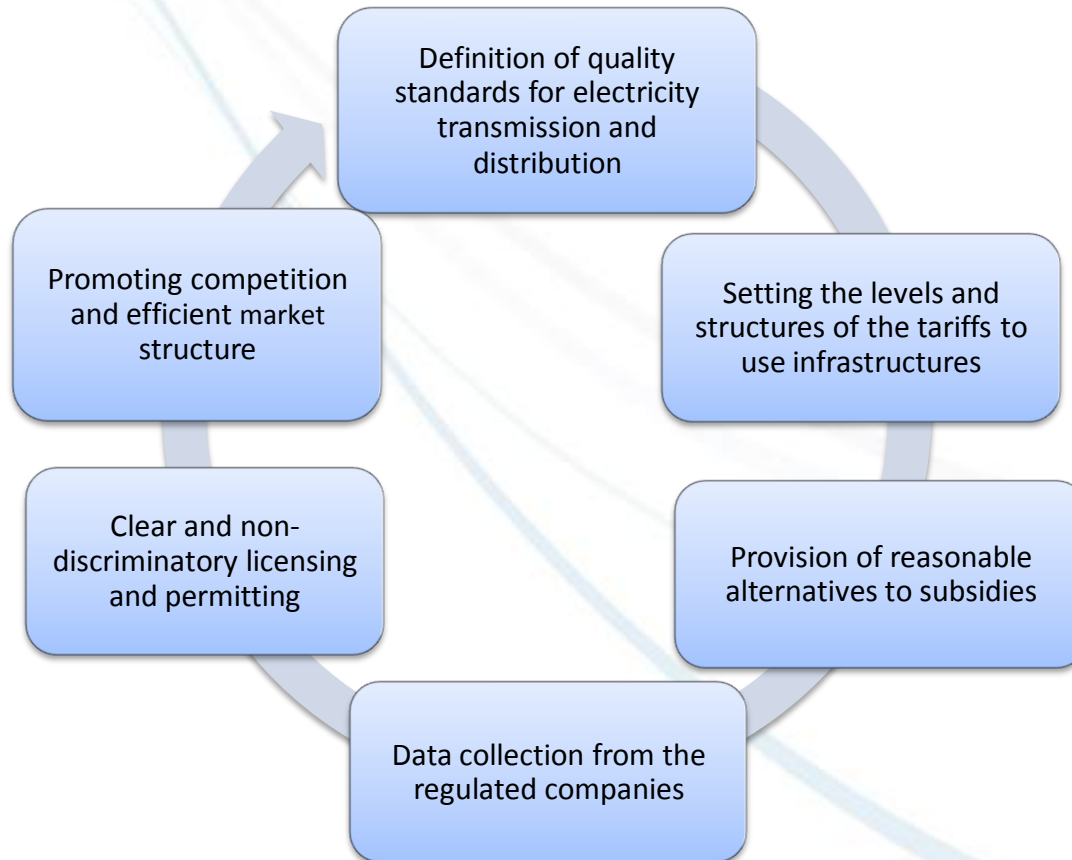 Definition of quality
standards for electricity
transmission and
distribution
Setting the levels and
structures of the tariffs to
use infrastructures
Provision of reasonable
alternatives to subsidies
Data collection from the
regulated companies
Clear and non-
discriminatory licensing
and permitting
Promoting competition
and efficient market
structure